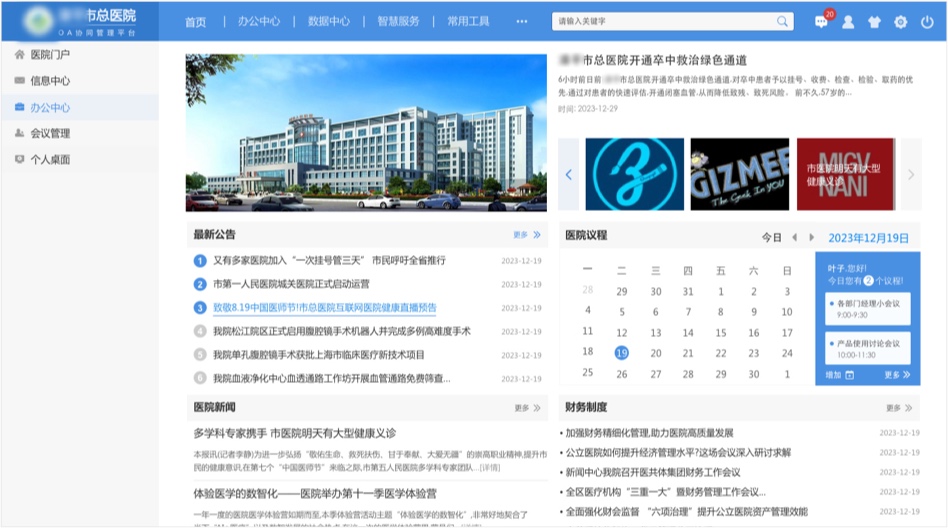 市总医院
OA协同管理平台
首页
办公中心
数据中心
智慧服务
常用工具
请输入关键字
20
医院门户
信息中心
办公中心
会议管理
个人桌面
市总医院开通卒中救治绿色通道
6小时前日前 市总医院开通卒中救治绿色通道,对卒中患者予以挂号、收费、检查、检验、取药的优
先,通过对患者的快速评估,开通闭塞血管,从而降低致残、致死风险。 前不久,57岁的...
时间: 2023-12-29
GIZMEE
The Geek In YOU
MIGV
NANI
市医院明天有大型
健康义诊
最新公告
更多
1 又有多家医院加入“一次挂号管三天” 市民呼吁全省推行 2023-12-19
2 市第一人民医院城关医院正式启动运营 2023-12-19
3 致敬8.19中国医师节!市总医院互联网医院健康直播预告 2023-12-19
4 我院松江院区正式启用腹腔镜手术机器人并完成多例高难度手术 2023-12-19
5 我院单孔腹腔镜手术获批上海市临床医疗新技术项目 2023-12-19
6 我院血液净化中心血透通路工作坊开展血管通路免费筛查... 2023-12-19
医院议程
今日
2023年12月19日
一 二 三 四 五 六 日
28 29 30 31 1 2 3
4 5 6 7 8 9 10
11 12 13 14 15 16 17
18 19 20 21 22 23 24
25 26 27 28 29 30 1
叶子,您好!
今日您有 2 个议程!
各部门经理小会议
9:00-9:30
产品使用讨论会议
10:00-11:30
增加
更多
医院新闻
更多
多学科专家携手 市医院明天有大型健康义诊
本报讯(记者李静)为进一步弘扬“敬佑生命、救死扶伤、甘于奉献、大爱无疆”的崇高职业精神,提升市
民的健康意识,在第七个“中国医师节”来临之际,市第五人民医院多学科专家团队...[详情]
体验医学的数智化——医院举办第十一季医学体验营
一年一度的医院医学体验营如期而至,本季体验营活动主题“体验医学的数智化”,非常好地契合了
财务制度
更多
• 加强财务精细化管理,助力医院高质量发展 2023-12-19
• 公立医院如何提升经济管理水平?这场会议深入研讨求解 2023-12-19
• 新闻中心我院召开医共体集团财务工作会议 2023-12-19
• 全区医疗机构“三重一大”暨财务管理工作会议... 2023-12-19
• 全面强化财会监督 “六项治理”提升公立医院资产管理效能 2023-12-19